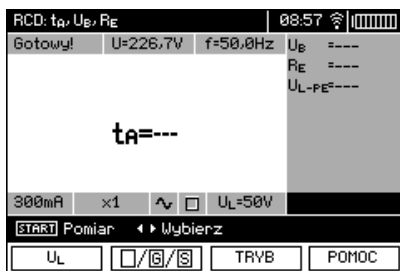 RCD: tA, UB, RE 08:57
Gotowy! U=226,7V f=50,0Hz UB =---
RE =---
UL-PE=---
tA=---
300mA x1 UL=50V
START Pomiar Wybierz
UL □/G/S TRYB POMOC